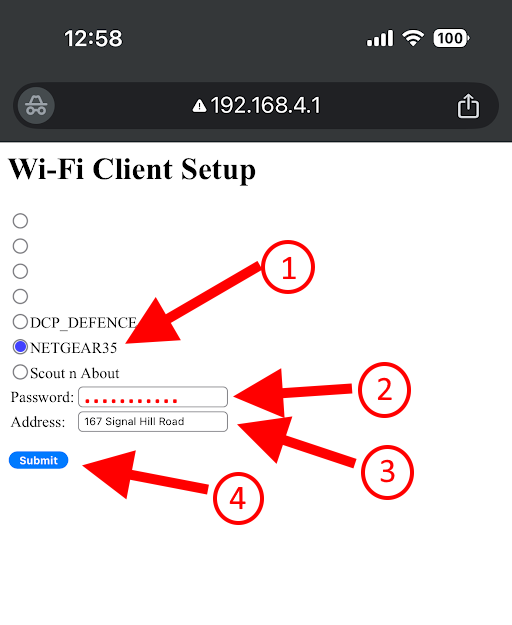 12:58
100
192.168.4.1
Wi-Fi Client Setup
1
DCP_DEFENCE
NETGEAR35
Scout n About
Password: ...........
2
Address: 167 Signal Hill Road
3
Submit
4